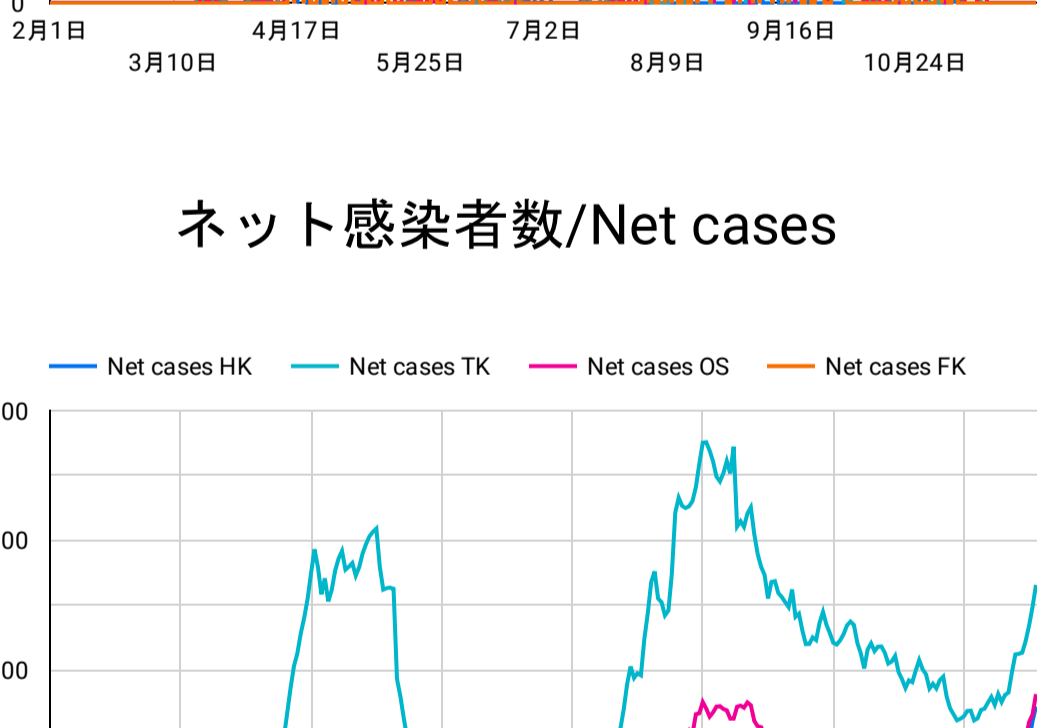 0
2月1日 4月17日 7月2日 9月16日
3月10日 5月25日 8月9日 10月24日
ネット感染者数/Net cases
Net cases HK Net cases TK Net cases OS Net cases FK
00
00
00